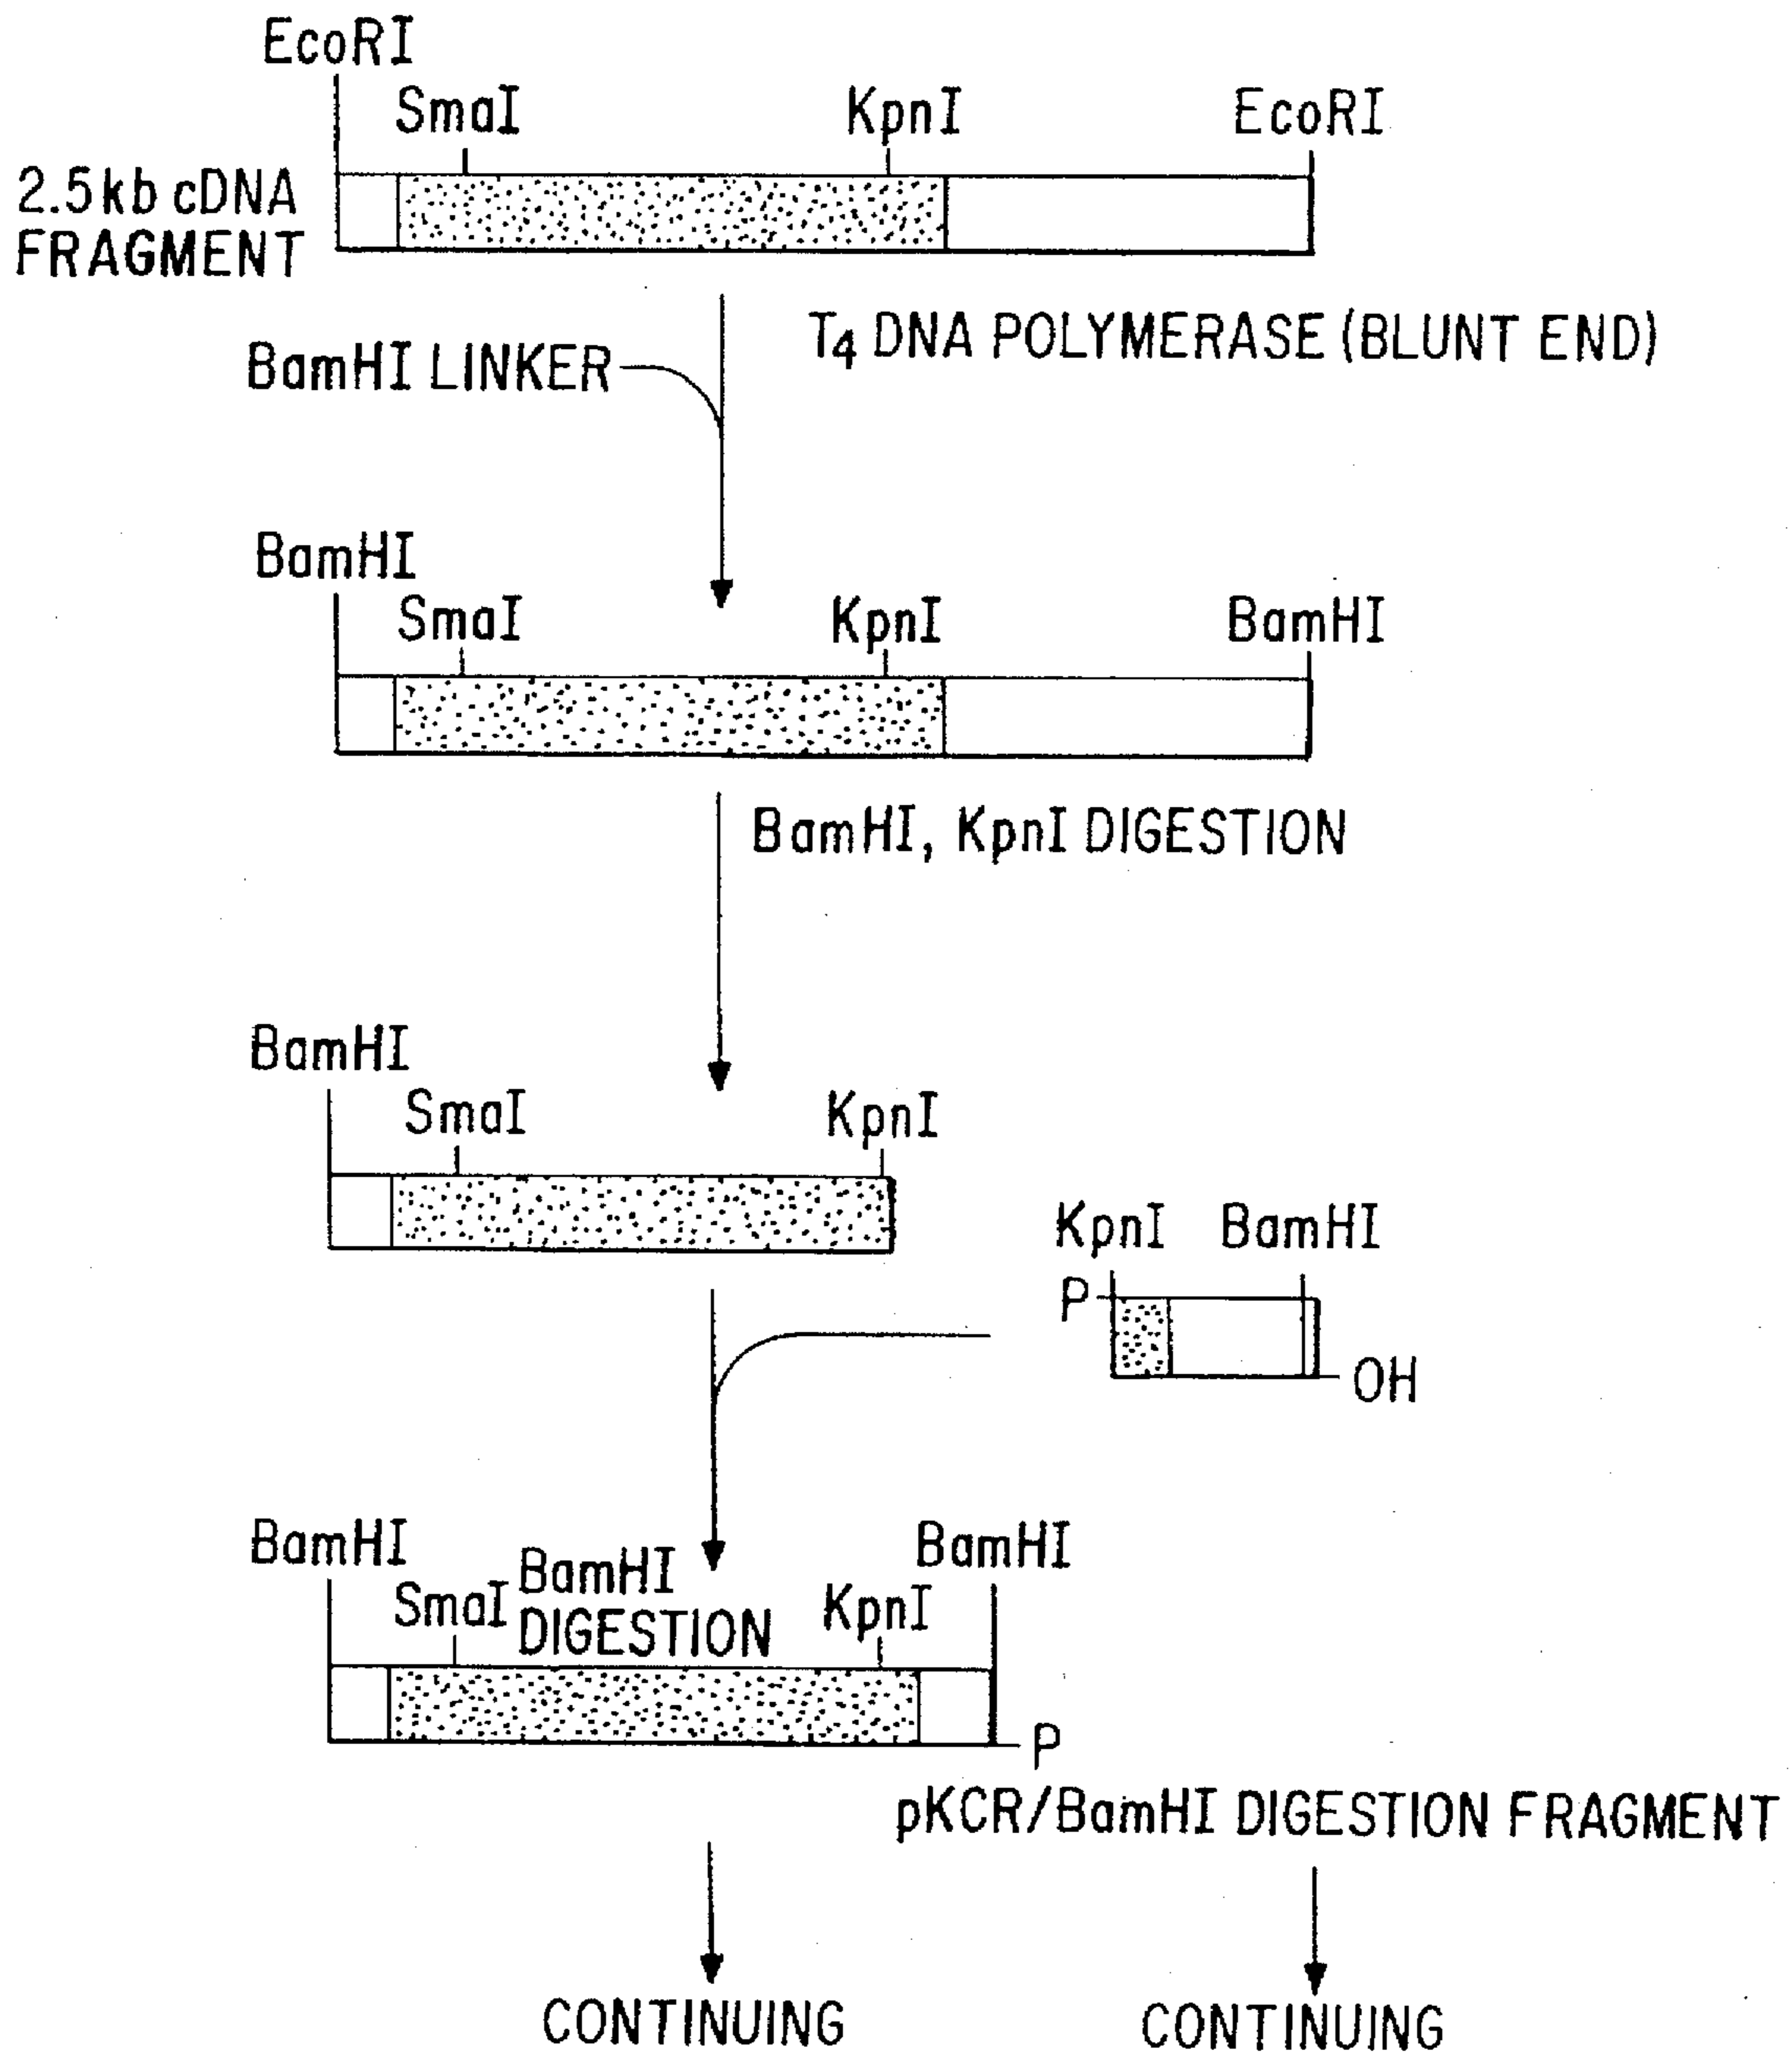 EcoRI
SmaI
KpnI
EcoRI
2.5kb cDNA
FRAGMENT
T4 DNA POLYMERASE (BLUNT END)
BamHI LINKER
BamHI
SmaI
KpnI
BamHI
BamHI, KpnI DIGESTION
BamHI
SmaI
KpnI
KpnI
BamHI
P
OH
BamHI
BamHI
SmaI
BamHI
DIGESTION
KpnI
P
pKCR/BamHI DIGESTION FRAGMENT
CONTINUING
CONTINUING